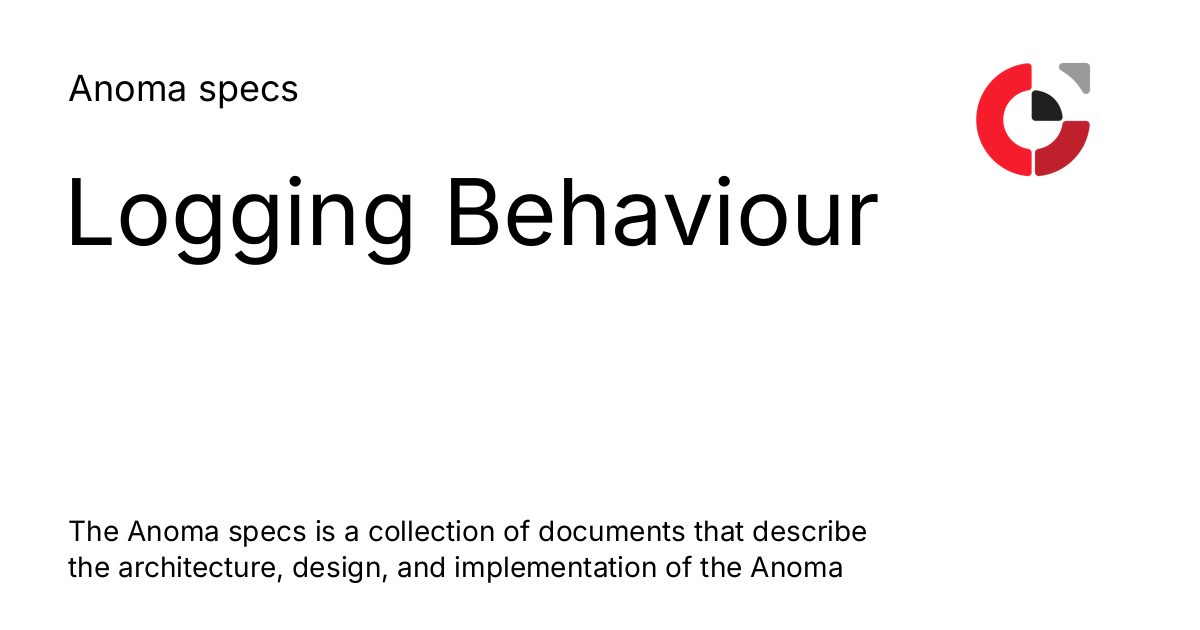 Anoma specs
Logging Behaviour
The Anoma specs is a collection of documents that describe
the architecture, design, and implementation of the Anoma